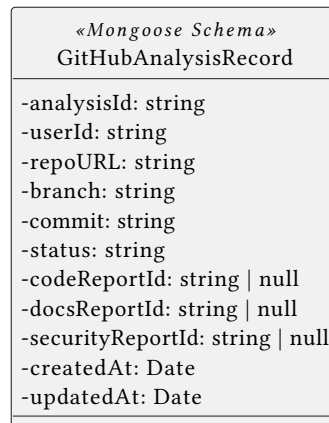 «Mongoose Schema»
GitHubAnalysisRecord
-analysisId: string
-userId: string
-repoURL: string
-branch: string
-commit: string
-status: string
-codeReportId: string | null
-docsReportId: string | null
-securityReportId: string | null
-createdAt: Date
-updatedAt: Date